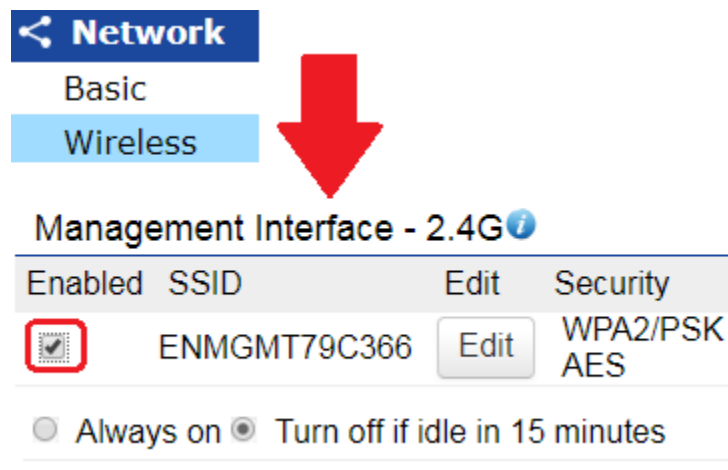 Network
Basic
Wireless
Management Interface - 2.4G
Enabled SSID Edit Security
ENMGMT79C366 Edit WPA2/PSK
AES
Always on Turn off if idle in 15 minutes